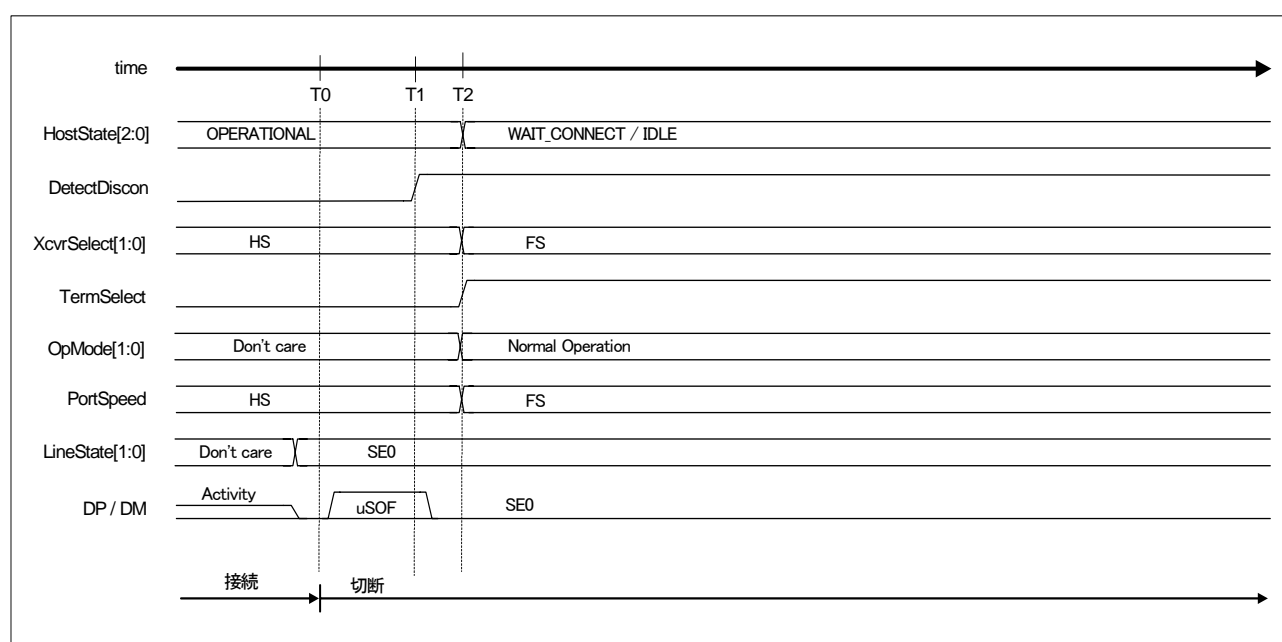 time
T0 T1 T2
HostState[2:0] OPERATIONAL WAIT_CONNECT / IDLE
DetectDiscon
XcvrSelect[1:0] HS FS
TermSelect
OpMode[1:0] Don't care Normal Operation
PortSpeed HS FS
LineState[1:0] Don't care SE0
DP / DM Activity uSOF SE0
接続 切断